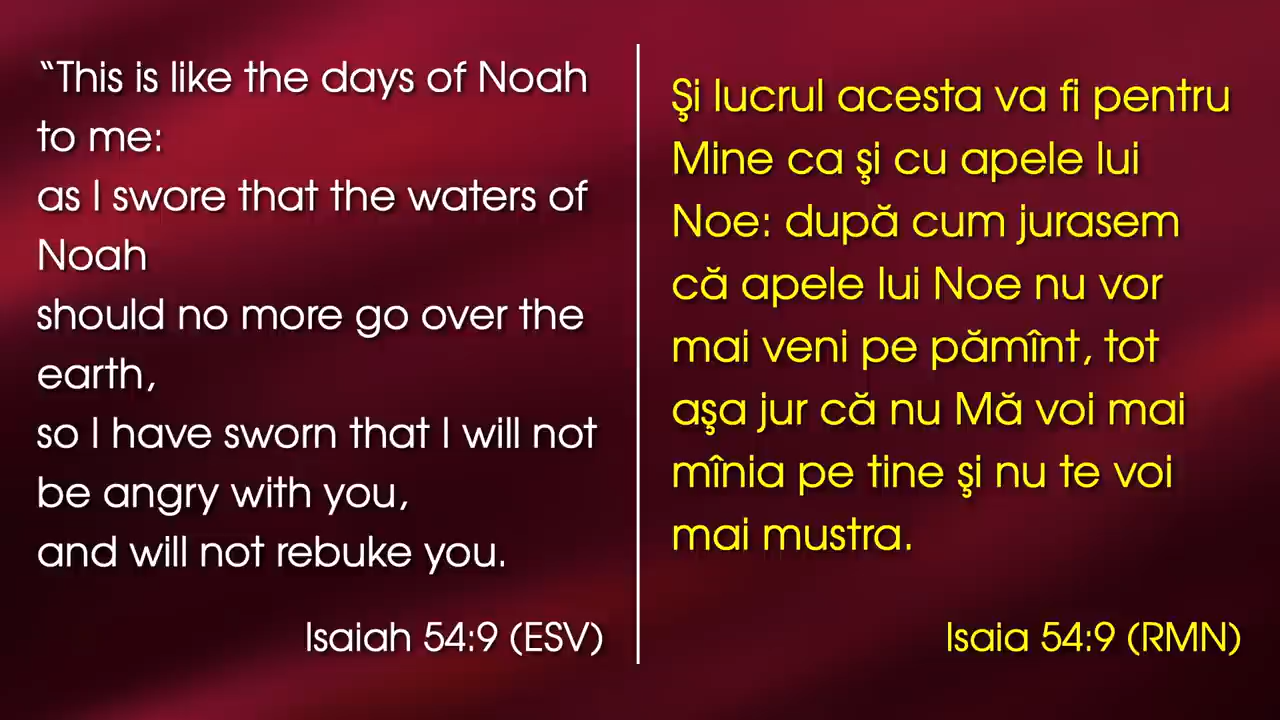 “This is like the days of Noah
to me:
as I swore that the waters of
Noah
should no more go over the
earth,
so I have sworn that I will not
be angry with you,
and will not rebuke you.
Isaiah 54:9 (ESV)
Şi lucrul acesta va fi pentru
Mine ca şi cu apele lui
Noe: după cum jurasem
că apele lui Noe nu vor
mai veni pe pămînt, tot
aşa jur că nu Mă voi mai
mînia pe tine şi nu te voi
mai mustra.
Isaia 54:9 (RMN)